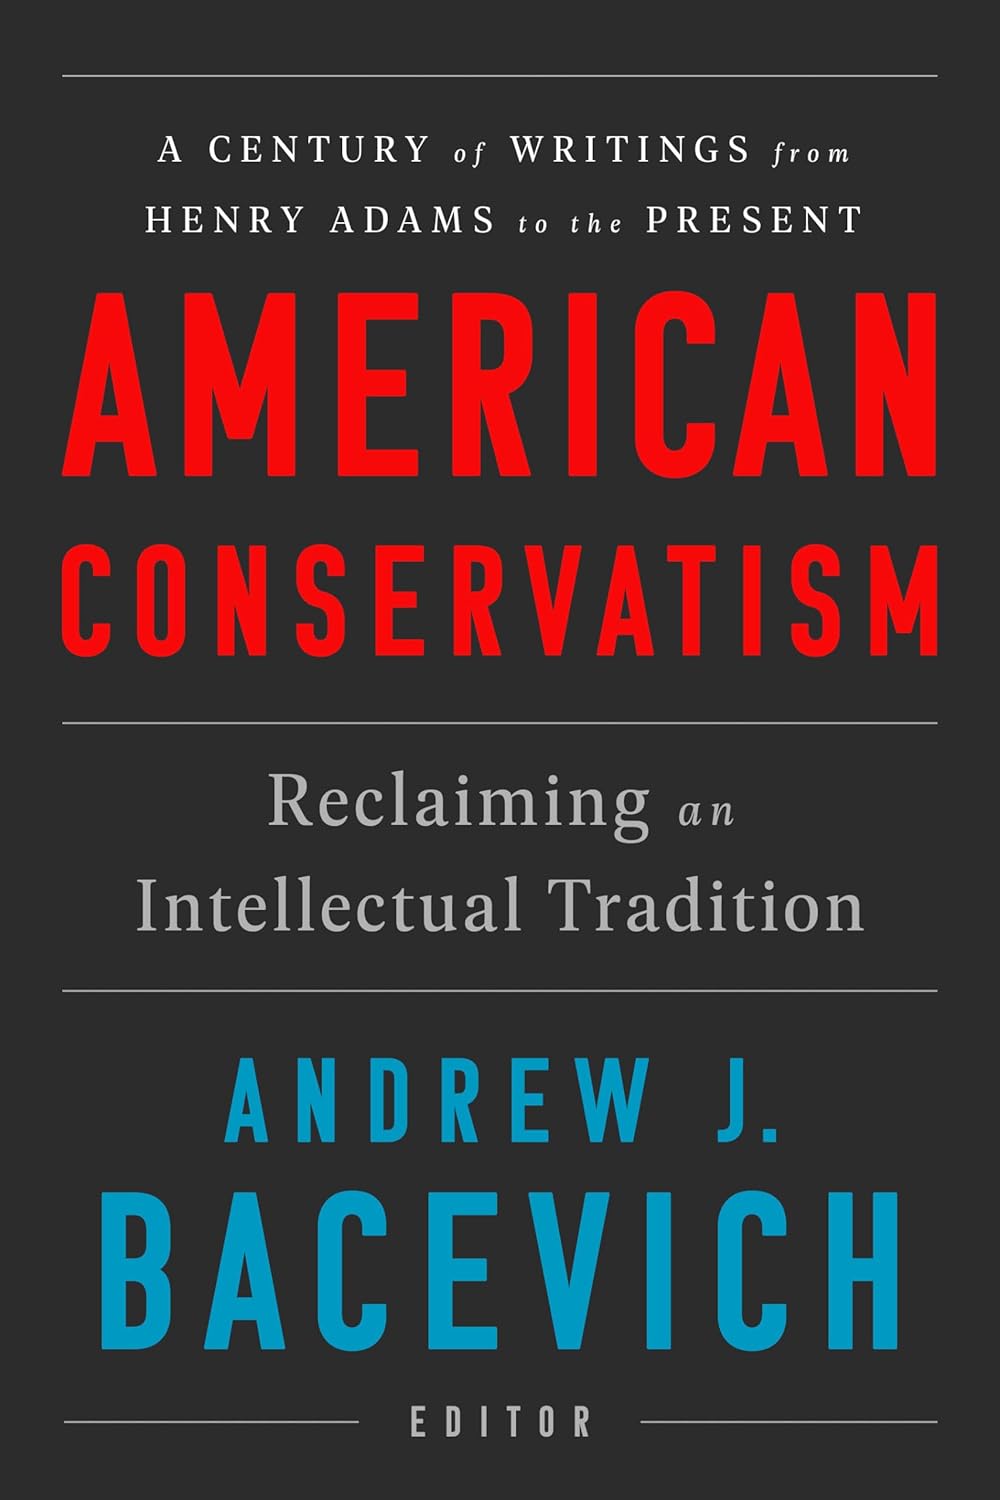 A CENTURY of WRITINGS from
HENRY ADAMS to the PRESENT
AMERICAN
CONSERVATISM
Reclaiming an
Intellectual Tradition
ANDREW J.
BACEVICH
EDITOR